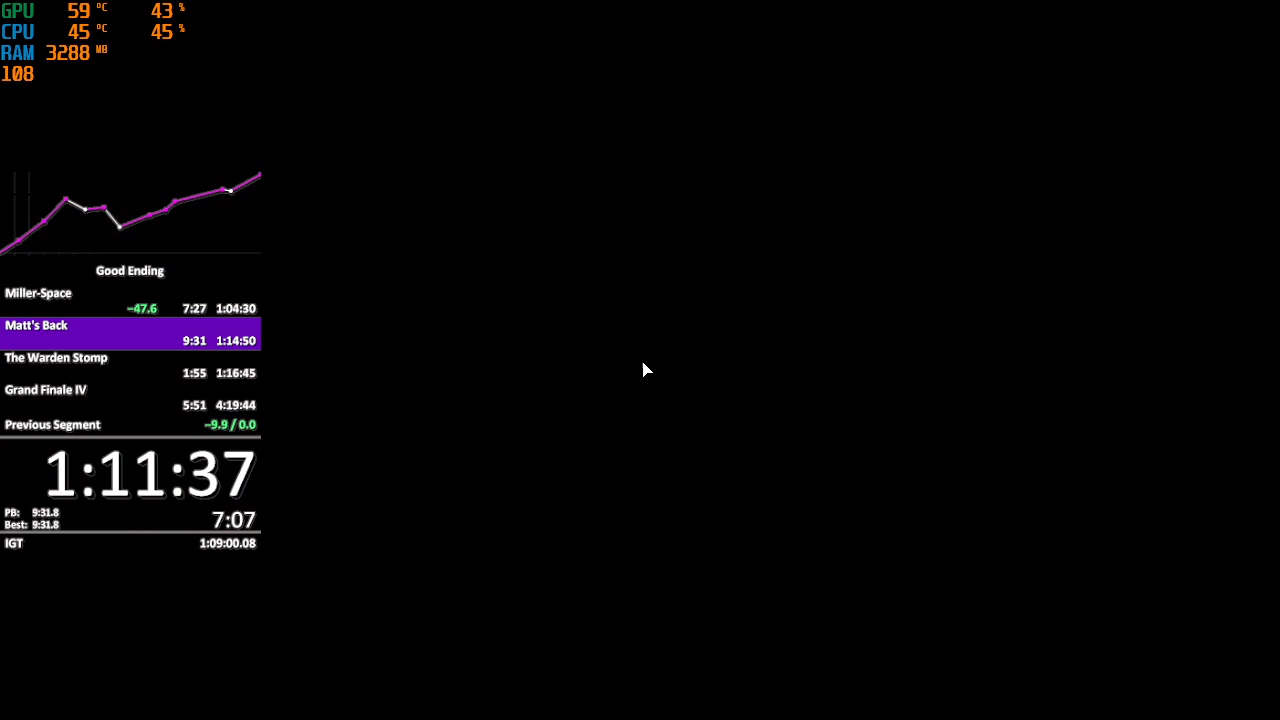 GPU 59 °C 43 %
CPU 45 °C 45 %
RAM 3288 MB
108
Good Ending
Miller-Space
−47.6 7:27 1:04:30
Matt's Back
9:31 1:14:50
The Warden Stomp
1:55 1:16:45
Grand Finale IV
5:51 4:19:44
Previous Segment −9.9 / 0.0
1:11:37
PB: 9:31.8
Best: 9:31.8 7:07
IGT 1:09:00.08